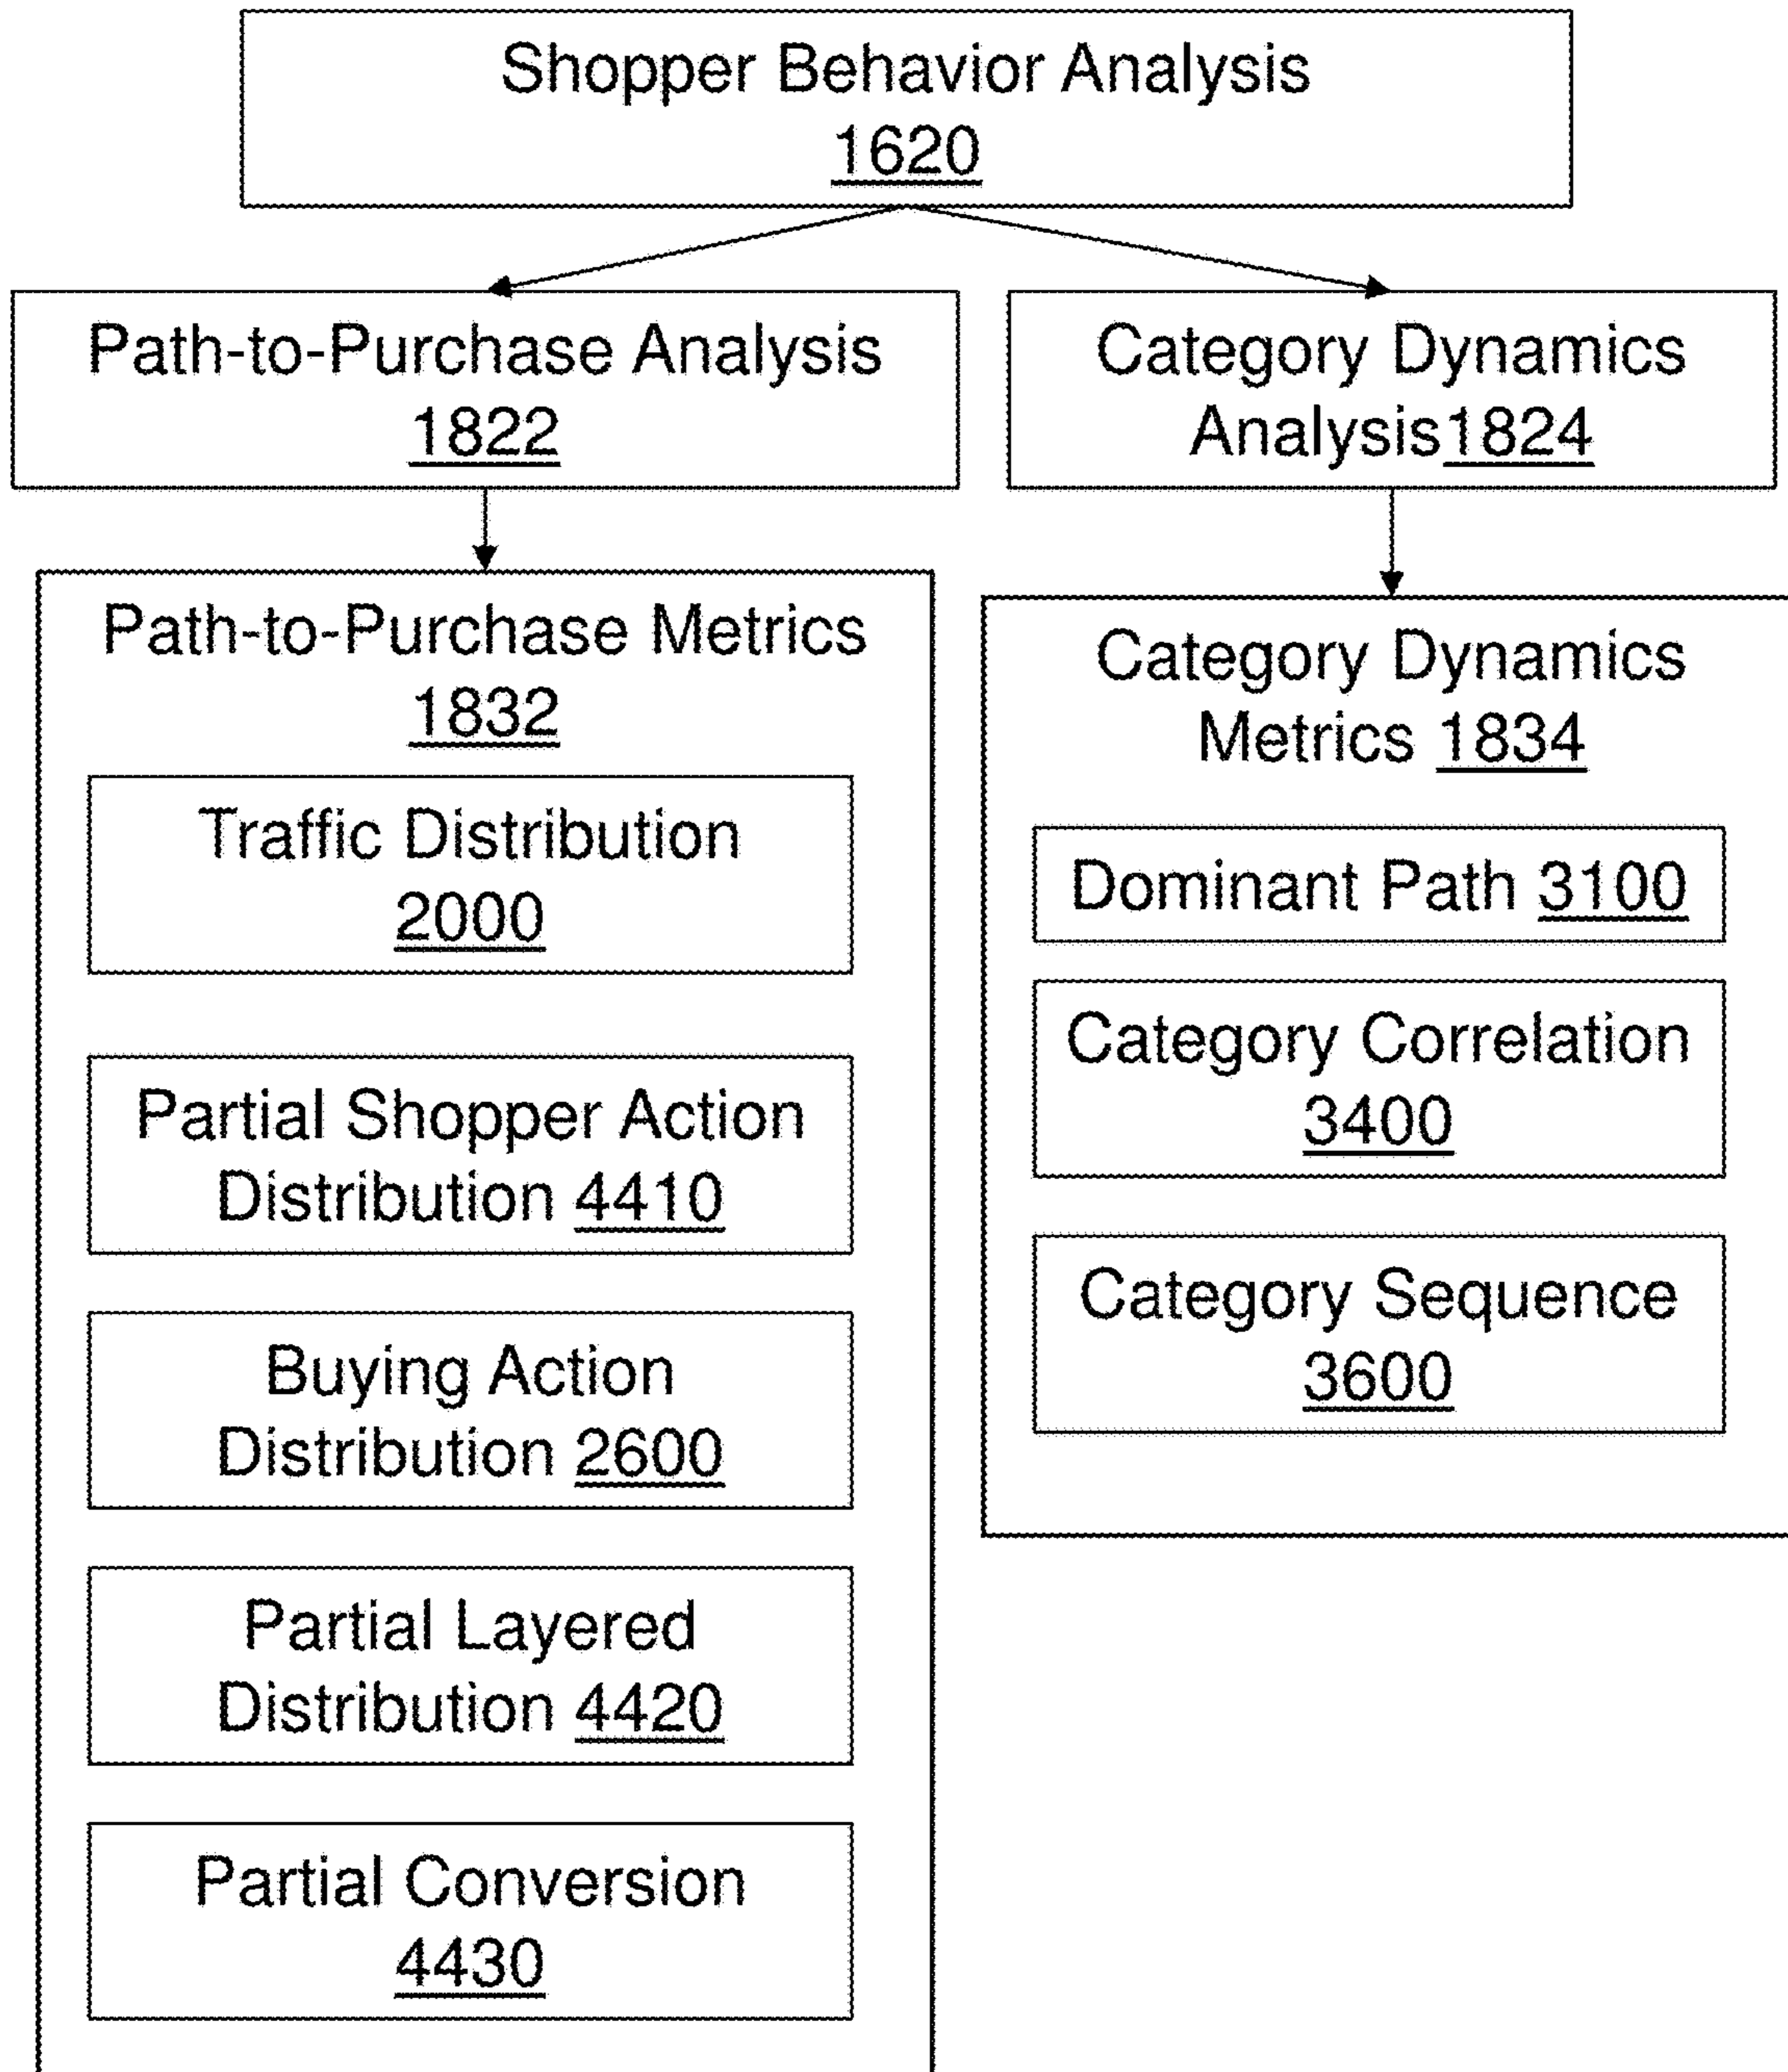 Shopper Behavior Analysis
1620
Path-to-Purchase Analysis
1822
Category Dynamics
Analysis1824
Path-to-Purchase Metrics
1832
Traffic Distribution
2000
Partial Shopper Action
Distribution 4410
Buying Action
Distribution 2600
Partial Layered
Distribution 4420
Partial Conversion
4430
Category Dynamics
Metrics 1834
Dominant Path 3100
Category Correlation
3400
Category Sequence
3600